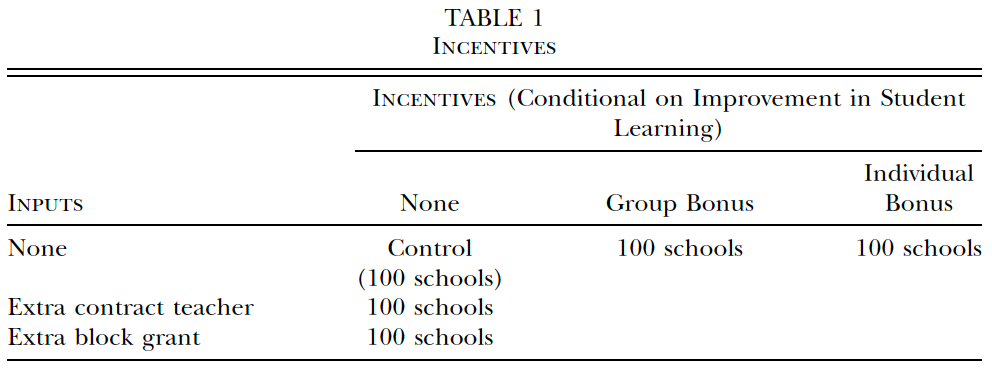 TABLE 1
INCENTIVES
INCENTIVES (Conditional on Improvement in Student
Learning)
Individual
INPUTS None Group Bonus Bonus
None Control 100 schools 100 schools
(100 schools)
Extra contract teacher 100 schools
Extra block grant 100 schools